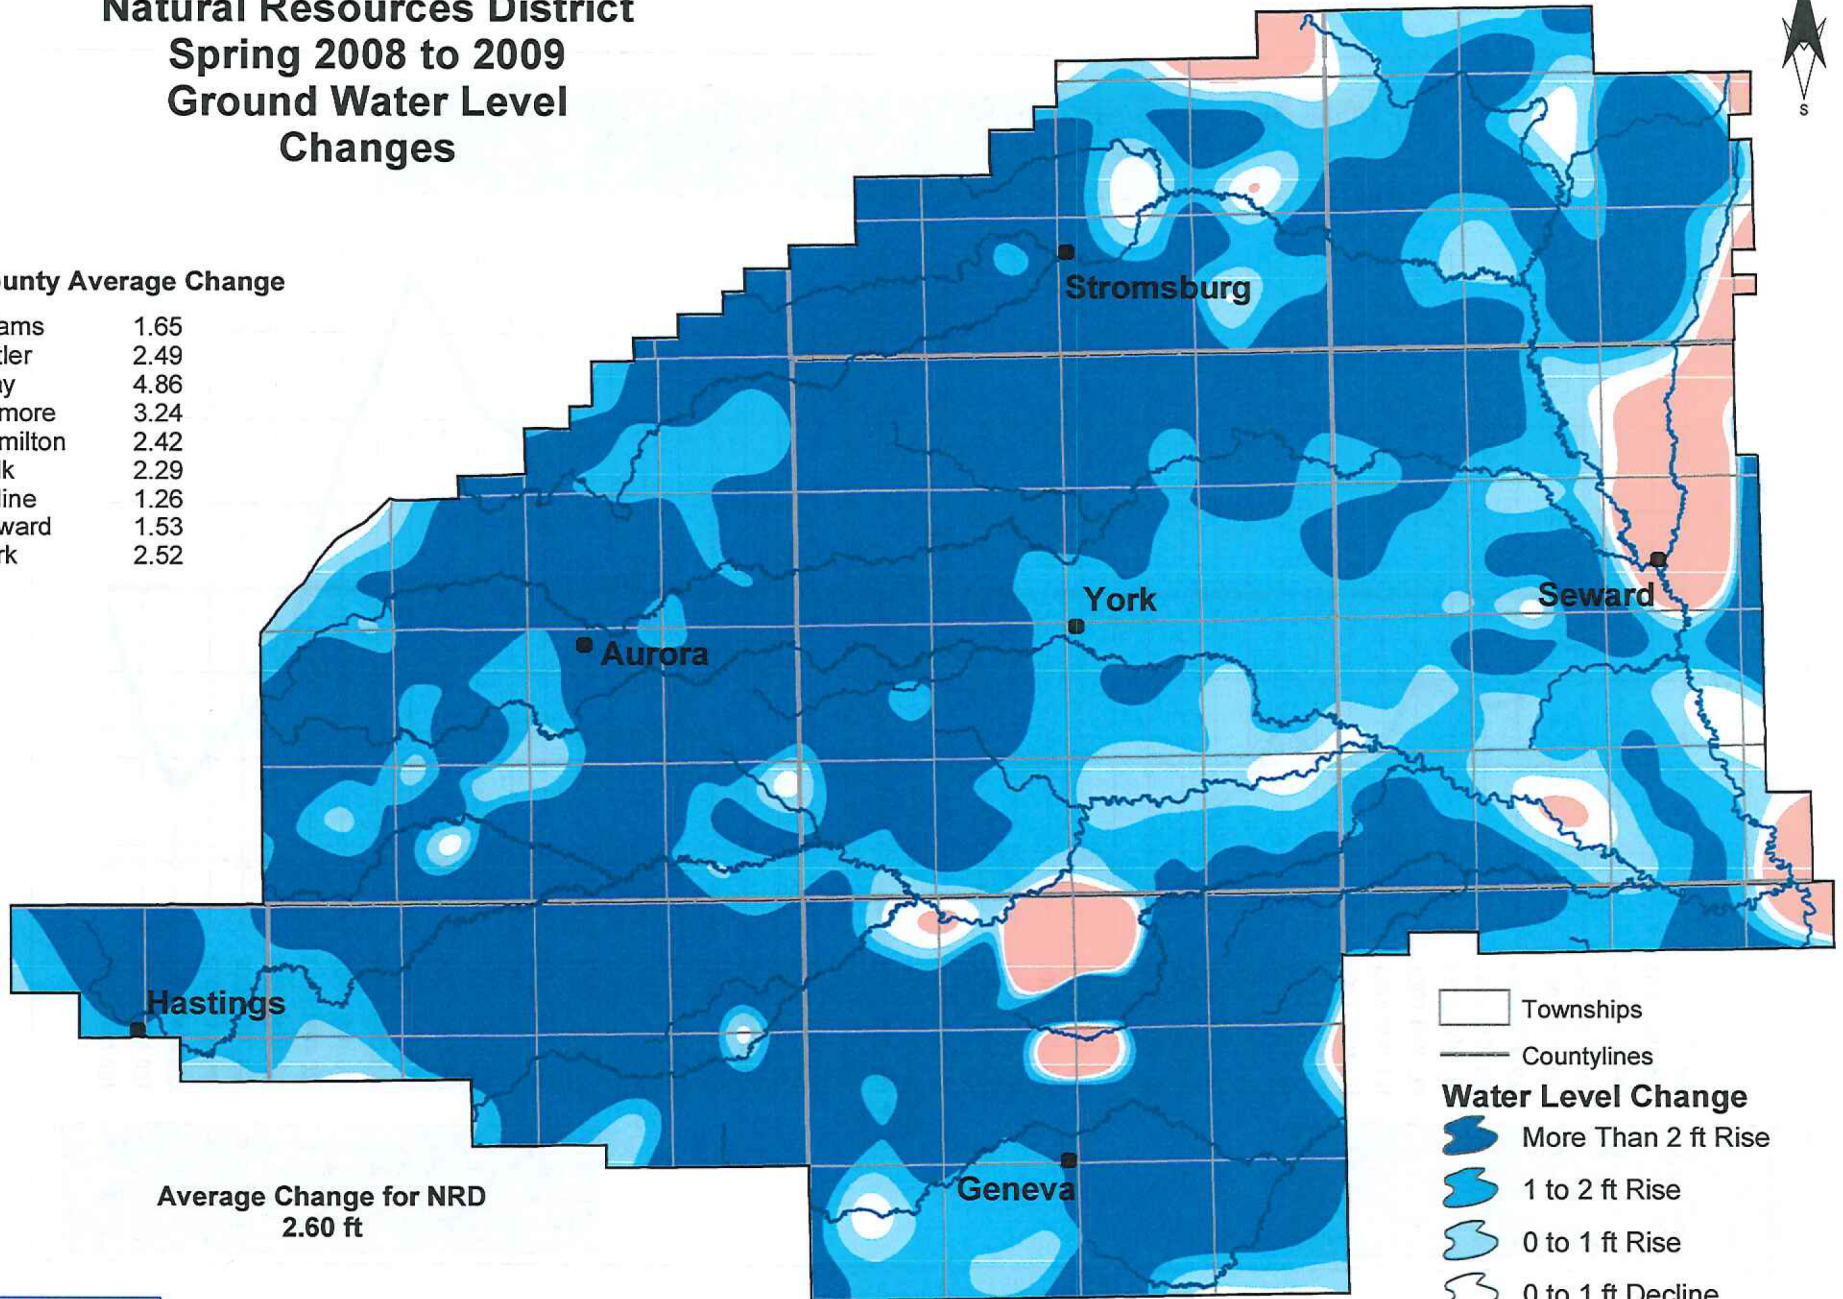 Natural Resources District
Spring 2008 to 2009
Ground Water Level
Changes
S
ounty Average Change
ams 1.65
tler 2.49
ay 4.86
more 3.24
milton 2.42
lk 2.29
line 1.26
ward 1.53
rk 2.52
Stromsburg
York
Seward
Aurora
Hastings
Geneva
Average Change for NRD
2.60 ft
Townships
Countylines
Water Level Change
More Than 2 ft Rise
1 to 2 ft Rise
0 to 1 ft Rise
0 to 1 ft Decline